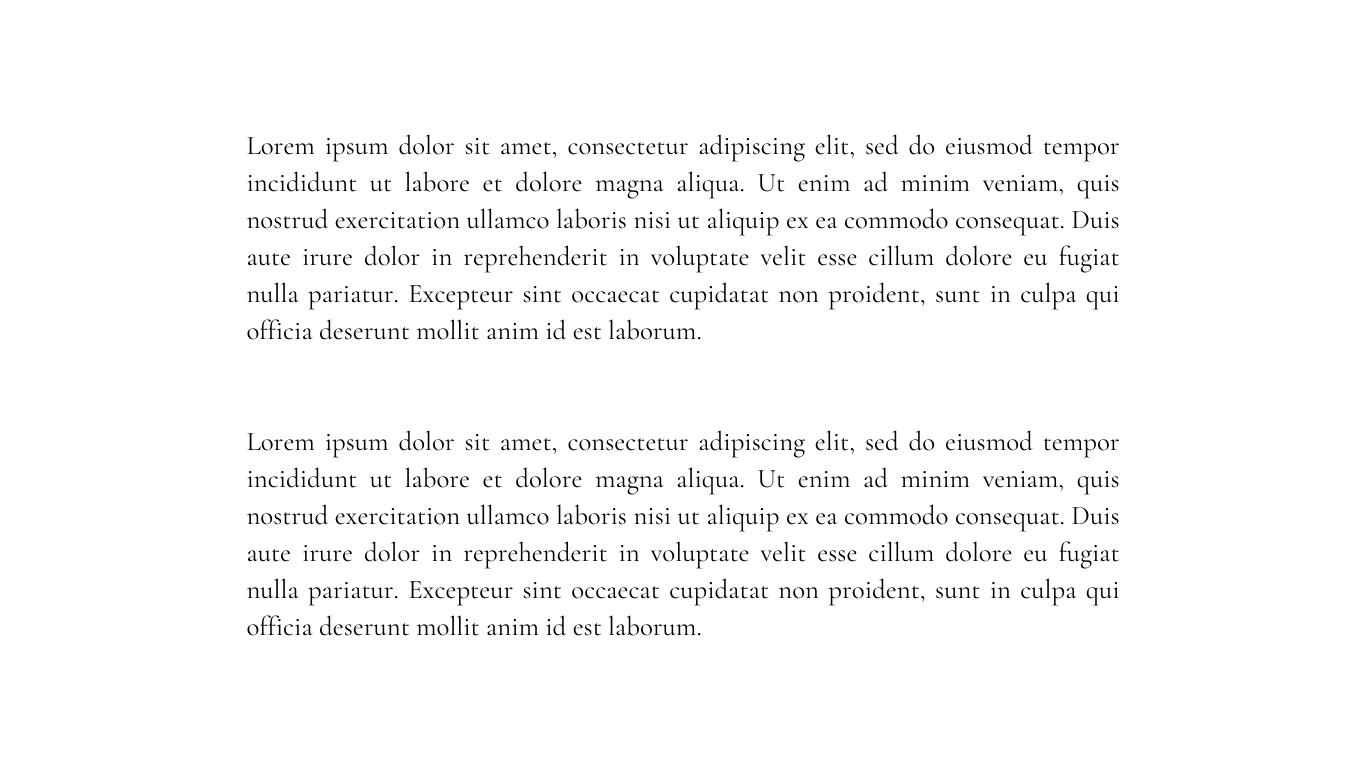 Lorem ipsum dolor sit amet, consectetur adipiscing elit, sed do eiusmod tempor
incididunt ut labore et dolore magna aliqua. Ut enim ad minim veniam, quis
nostrud exercitation ullamco laboris nisi ut aliquip ex ea commodo consequat. Duis
aute irure dolor in reprehenderit in voluptate velit esse cillum dolore eu fugiat
nulla pariatur. Excepteur sint occaecat cupidatat non proident, sunt in culpa qui
officia deserunt mollit anim id est laborum.

Lorem ipsum dolor sit amet, consectetur adipiscing elit, sed do eiusmod tempor
incididunt ut labore et dolore magna aliqua. Ut enim ad minim veniam, quis
nostrud exercitation ullamco laboris nisi ut aliquip ex ea commodo consequat. Duis
aute irure dolor in reprehenderit in voluptate velit esse cillum dolore eu fugiat
nulla pariatur. Excepteur sint occaecat cupidatat non proident, sunt in culpa qui
officia deserunt mollit anim id est laborum.